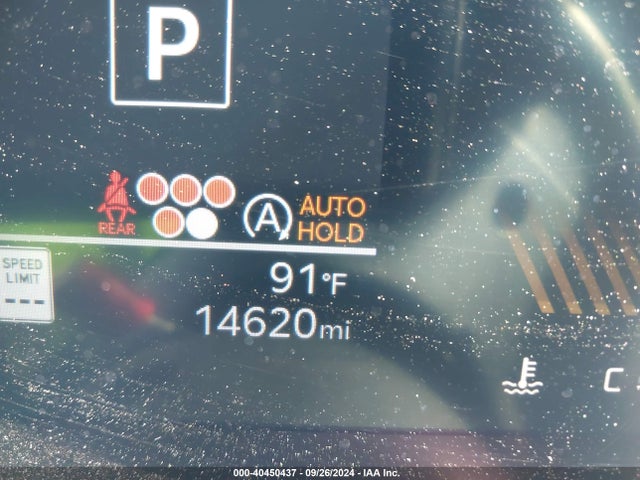 P
REAR
A
AUTO
HOLD
SPEED
LIMIT
---
91°F
14620mi
C
000-40450437 - 09/26/2024 - IAA Inc.